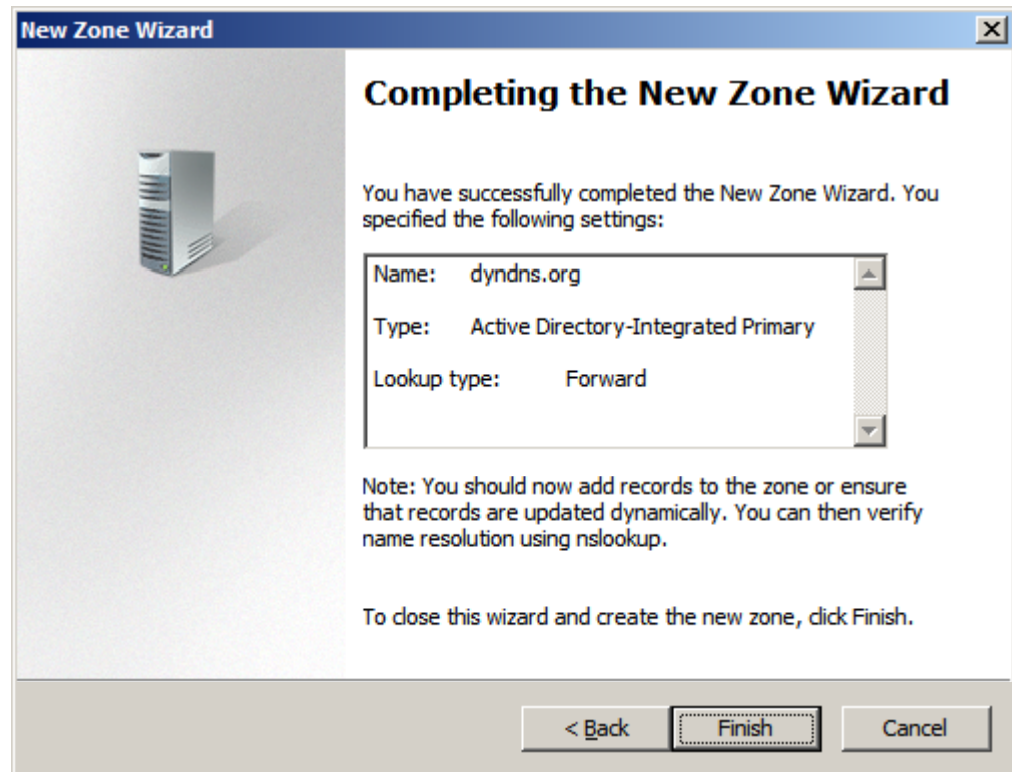 New Zone Wizard
Completing the New Zone Wizard
You have successfully completed the New Zone Wizard. You
specified the following settings:
Name: dyndns.org
Type: Active Directory-Integrated Primary
Lookup type: Forward
Note: You should now add records to the zone or ensure
that records are updated dynamically. You can then verify
name resolution using nslookup.
To close this wizard and create the new zone, click Finish.
< Back Finish Cancel